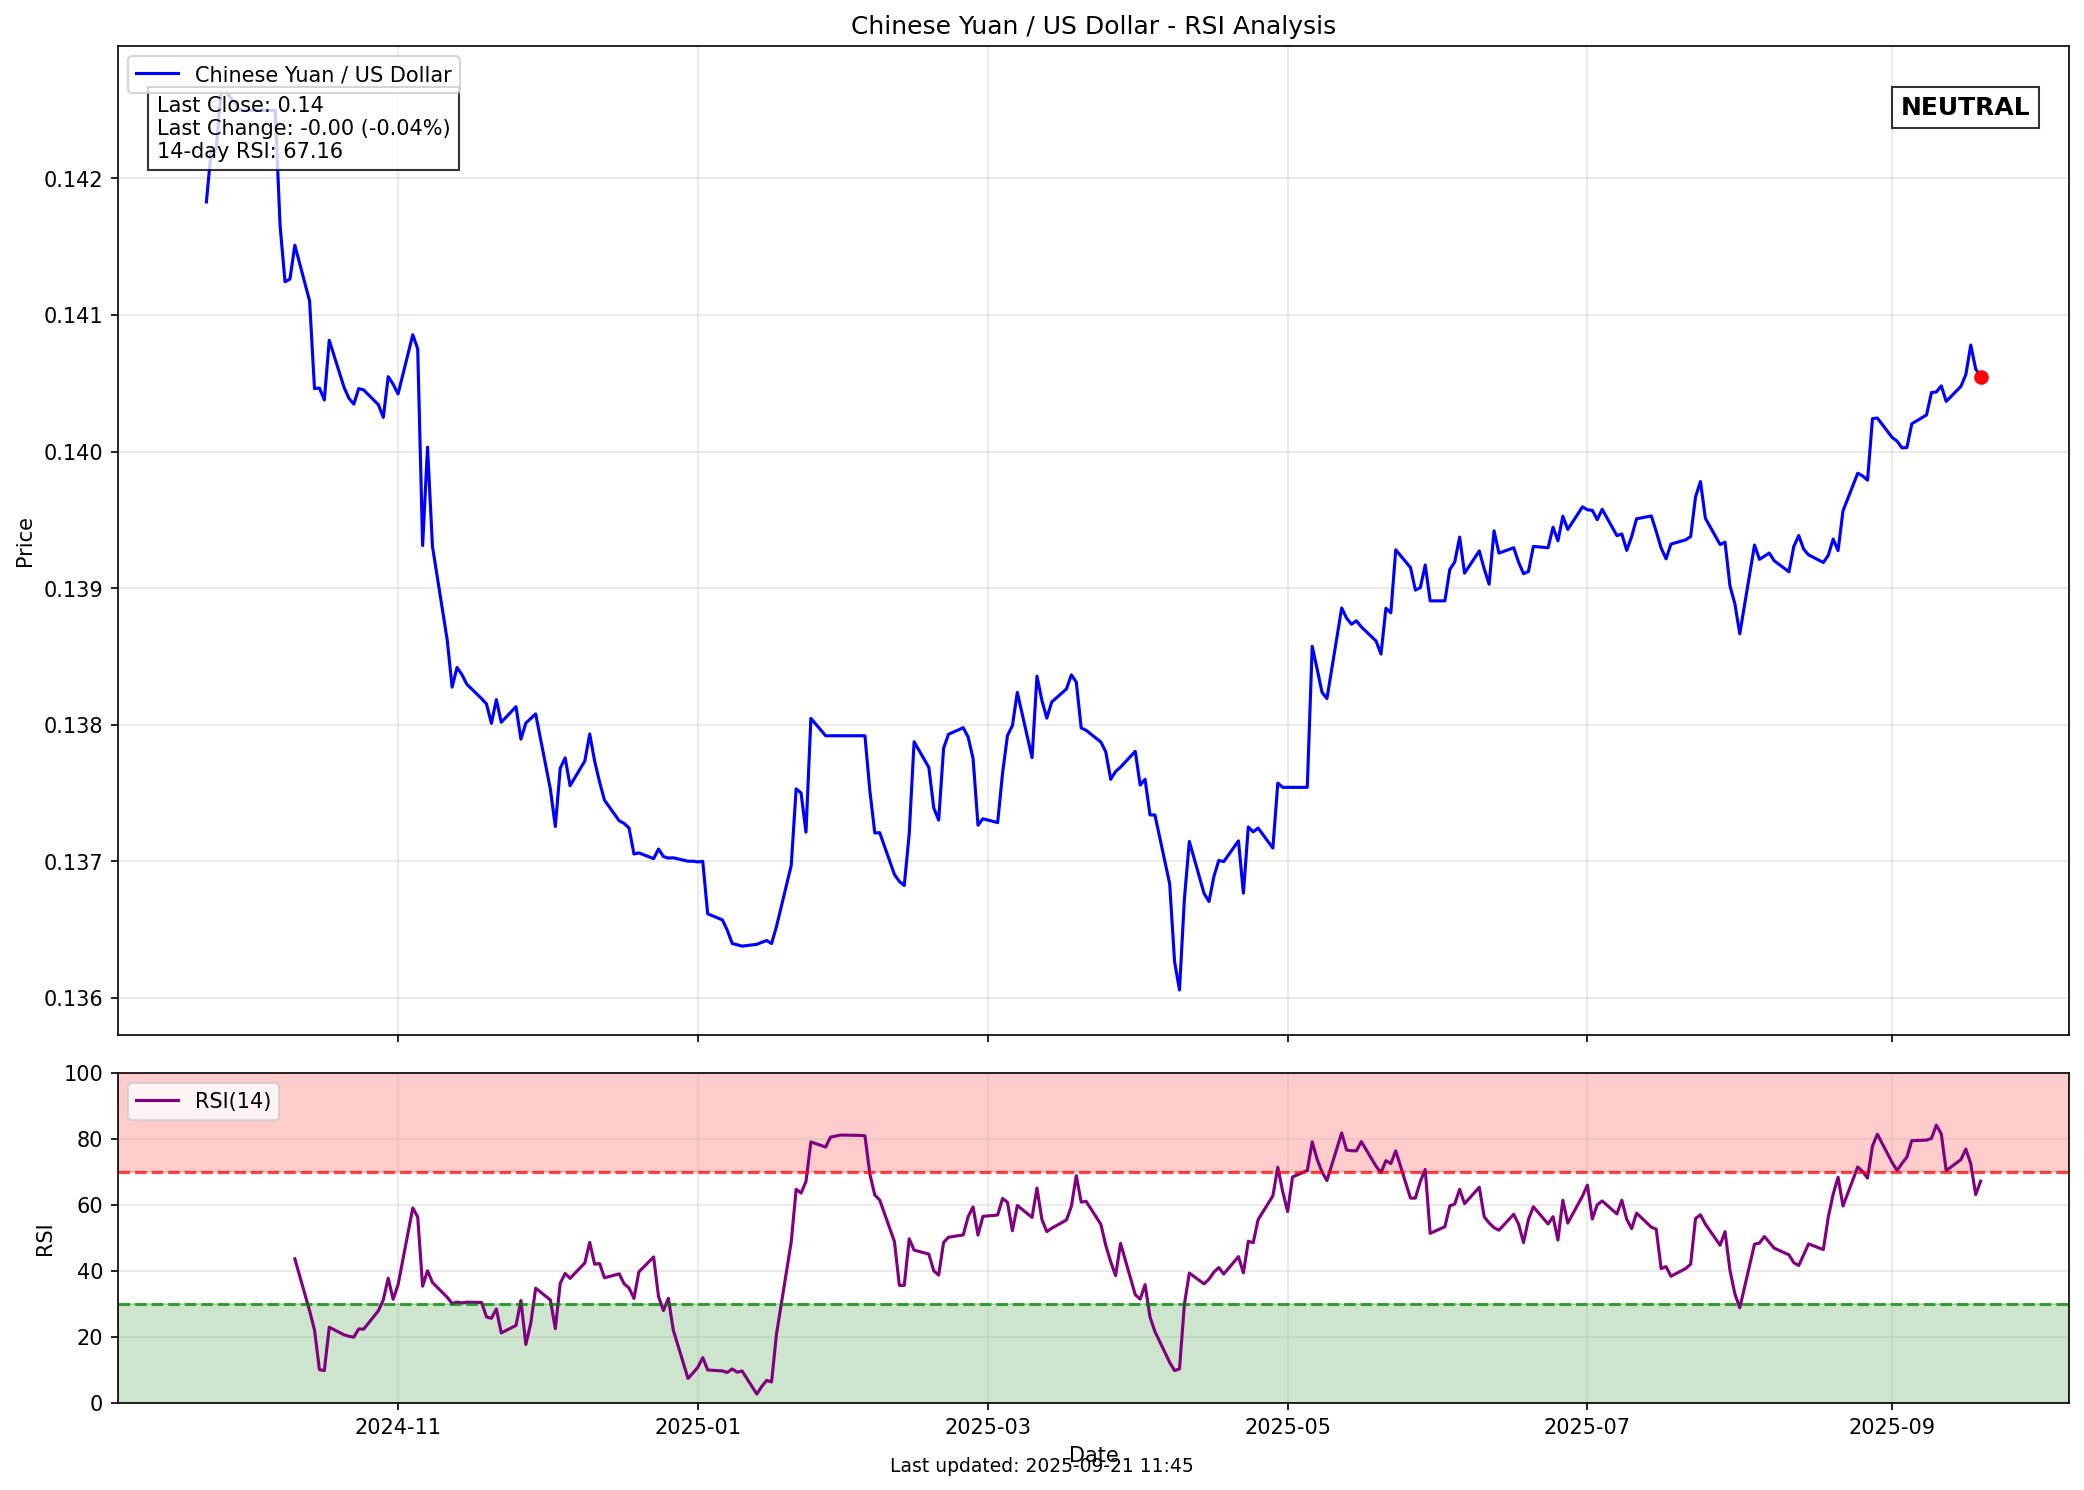 Chinese Yuan / US Dollar - RSI Analysis
Chinese Yuan / US Dollar
Last Close: 0.14
Last Change: -0.00 (-0.04%)
14-day RSI: 67.16
NEUTRAL
0.142
0.141
0.140
0.139
0.138
0.137
0.136
Price
RSI(14)
100
80
60
40
20
0
RSI
2024-11
2025-01
2025-03
2025-05
2025-07
2025-09
Date
Last updated: 2025-09-21 11:45